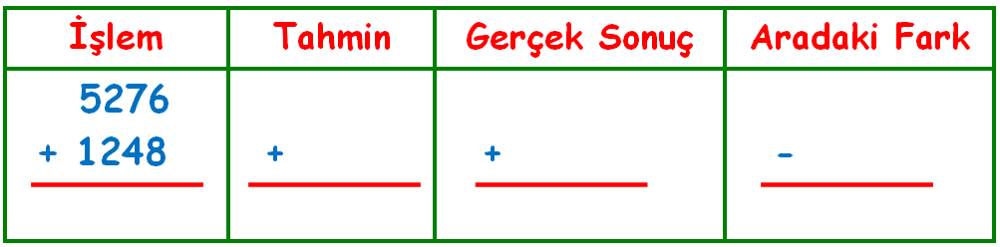 İşlem Tahmin Gerçek Sonuç Aradaki Fark
5276
+ 1248 + + -